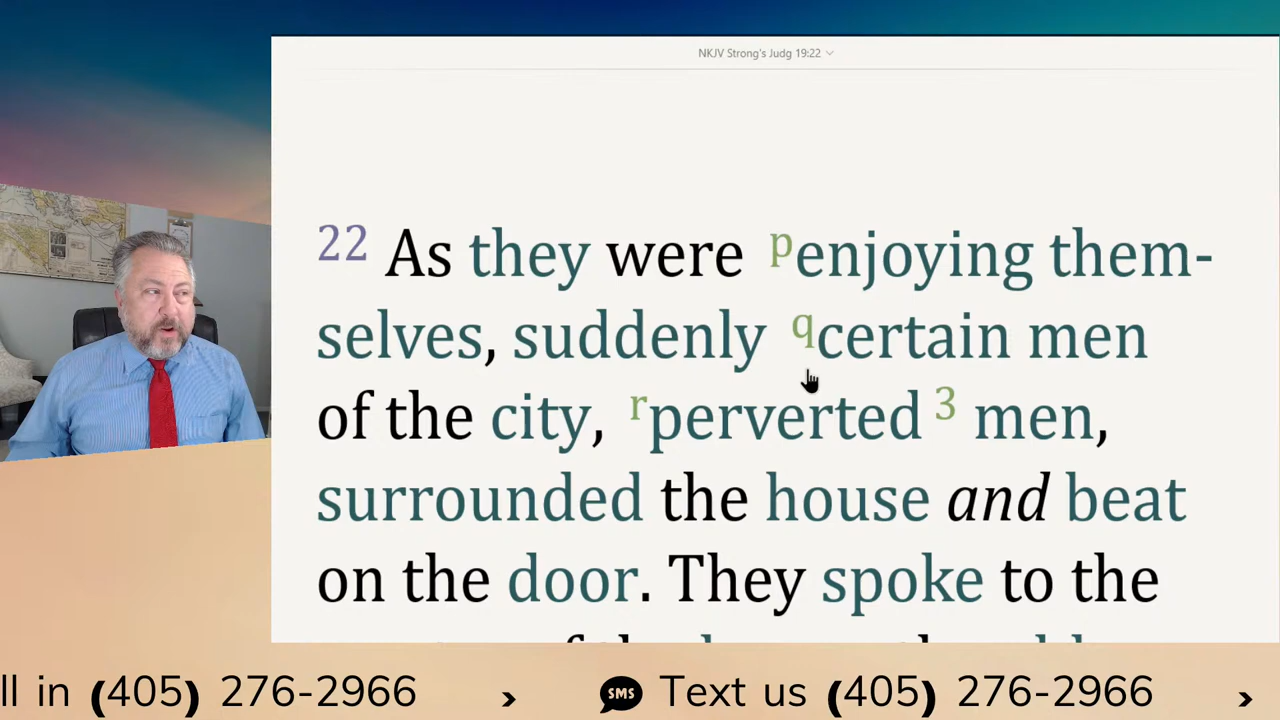 NKJV Strong's Judg 19:22
22 As they were penjoying them-
selves, suddenly qcertain men
of the city, rperverted 3 men,
surrounded the house and beat
on the door. They spoke to the
ll in (405) 276-2966 › SMS Text us (405) 276-2966 ›